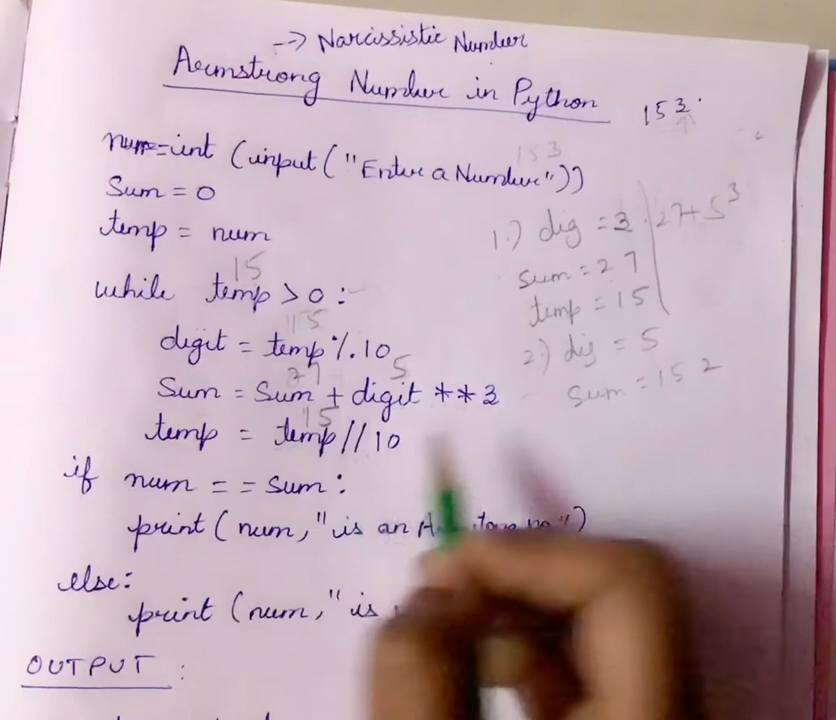 -> Narcissistic Number
Armstrong Number in Python
153
num=int (input("Enter a Number"))
153
Sum = 0
temp = num
while temp > 0 :
15
digit = temp % 10
15
Sum = Sum + digit ** 3
27 5
temp = temp // 10
15
if num == sum :
print ( num, " is an
else :
print ( num, " is
OUTPUT :
1.) dig = 3 27+5^3
sum = 27
temp = 15
2.) dig = 5
sum = 152